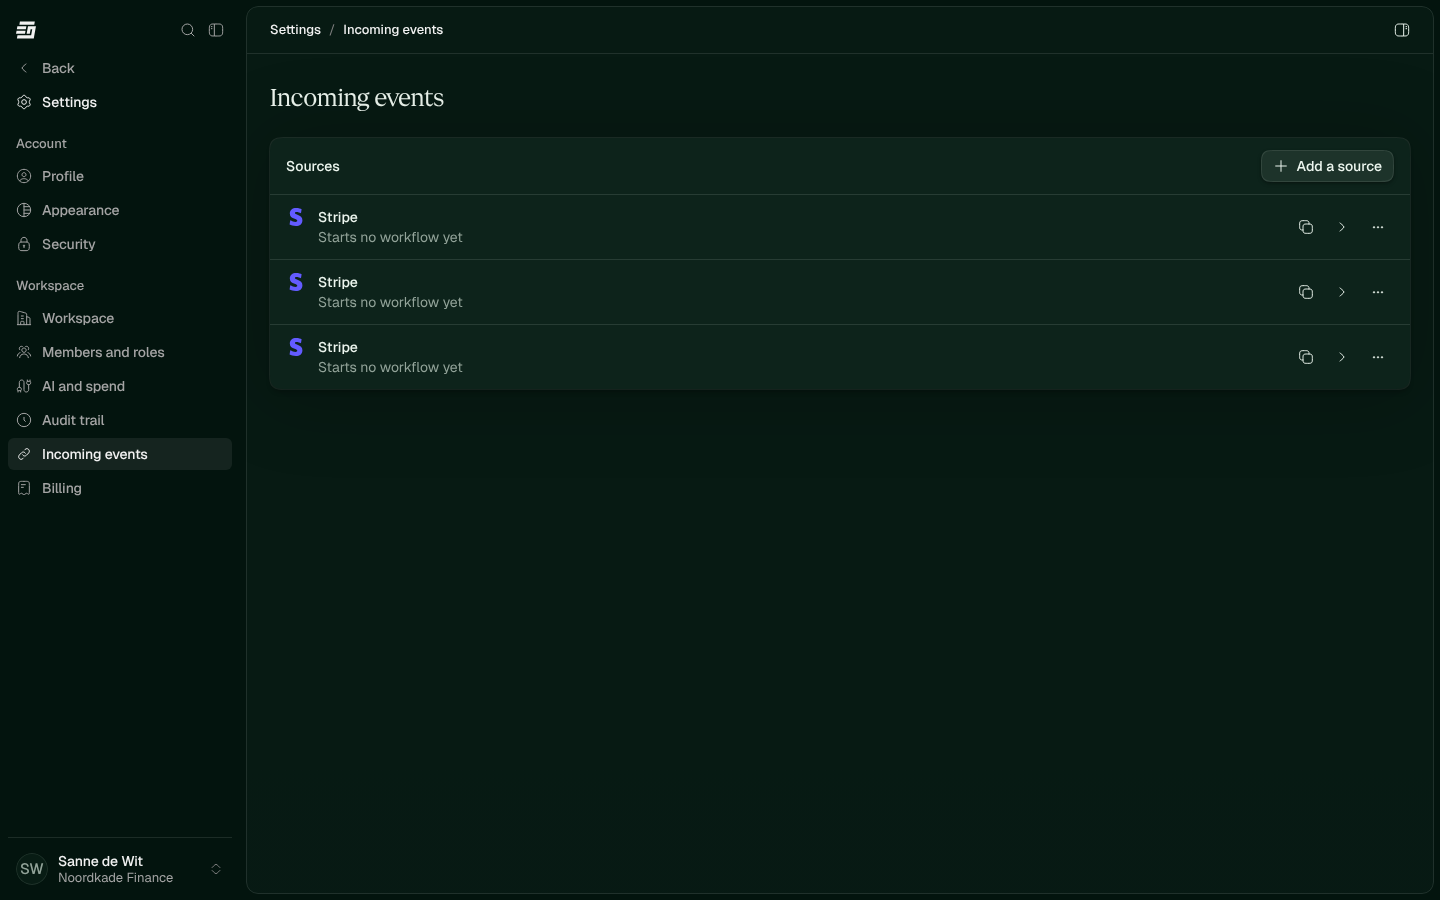 Back
Settings
Account
Profile
Appearance
Security
Workspace
Workspace
Members and roles
AI and spend
Audit trail
Incoming events
Billing
SW
Sanne de Wit
Noordkade Finance
Settings / Incoming events
Incoming events
Sources
Add a source
Stripe
Starts no workflow yet
Stripe
Starts no workflow yet
Stripe
Starts no workflow yet